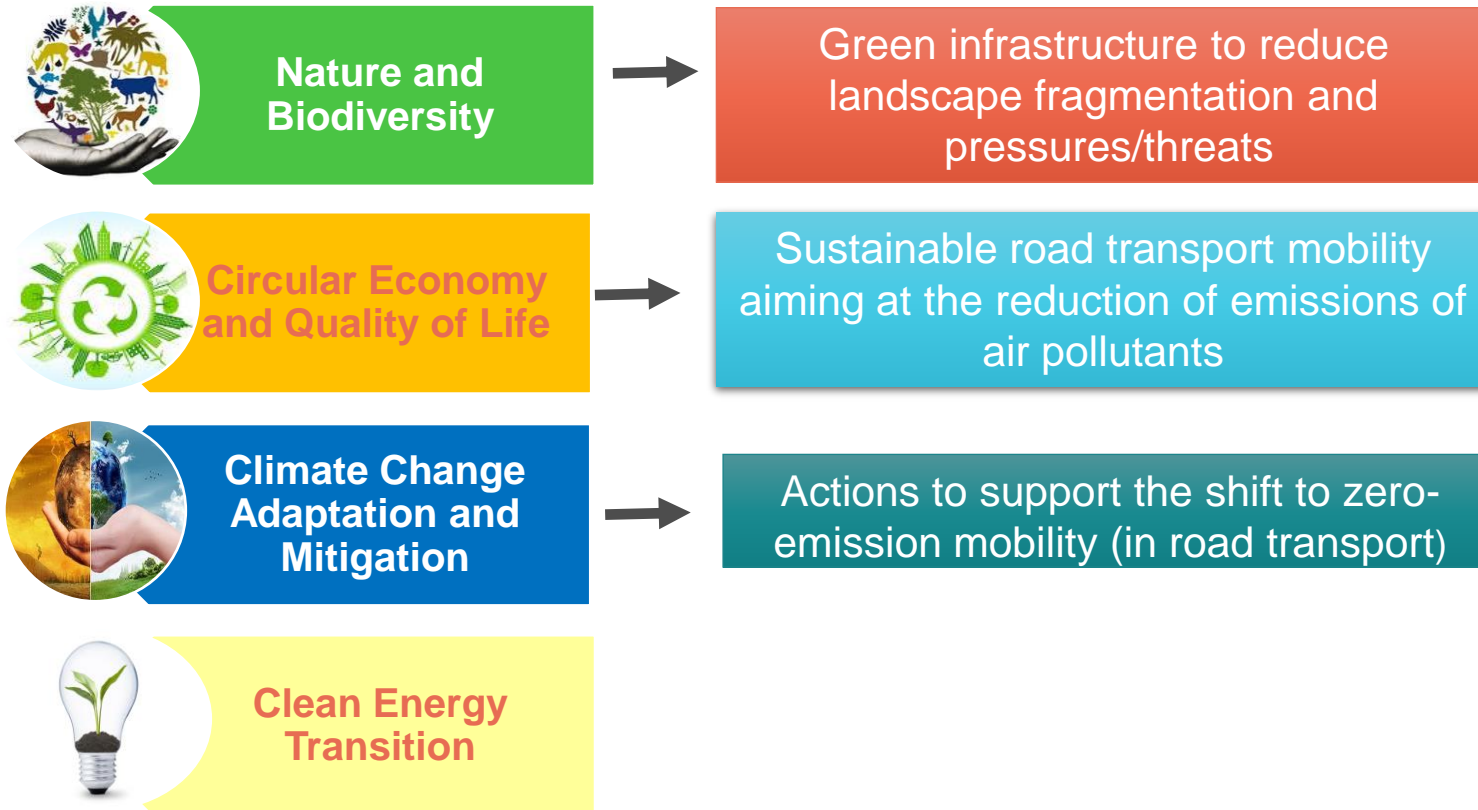 Nature and
Biodiversity
Green infrastructure to reduce
landscape fragmentation and
pressures/threats
Circular Economy
and Quality of Life
Sustainable road transport mobility
aiming at the reduction of emissions of
air pollutants
Climate Change
Adaptation and
Mitigation
Actions to support the shift to zero-
emission mobility (in road transport)
Clean Energy
Transition